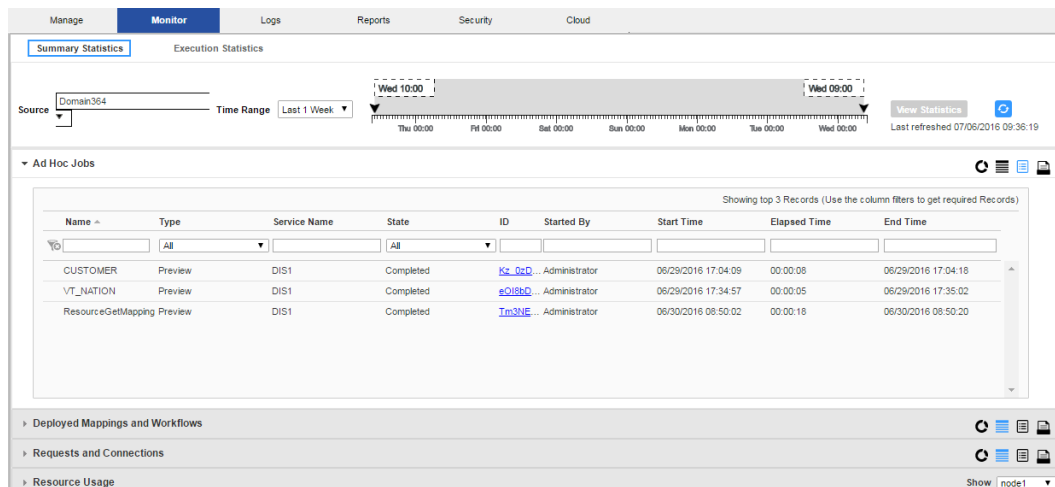 Manage Monitor Logs Reports Security Cloud
Summary Statistics Execution Statistics
Wed 10:00 Wed 09:00
Source Domain364 Time Range Last 1 Week View Statistics
Thu 00:00 Fri 00:00 Sat 00:00 Sun 00:00 Mon 00:00 Tue 00:00 Wed 00:00 Last refreshed 07/06/2016 09:36:19
Ad Hoc Jobs
Showing top 3 Records (Use the column filters to get required Records)
Name Type Service Name State ID Started By Start Time Elapsed Time End Time
All All
CUSTOMER Preview DIS1 Completed Kz_0zD... Administrator 06/29/2016 17:04:09 00:00:08 06/29/2016 17:04:18
VT_NATION Preview DIS1 Completed eOI8bD... Administrator 06/29/2016 17:34:57 00:00:05 06/29/2016 17:35:02
ResourceGetMapping Preview DIS1 Completed Tm3NE... Administrator 06/30/2016 08:50:02 00:00:18 06/30/2016 08:50:20
Deployed Mappings and Workflows
Requests and Connections
Resource Usage Show node1